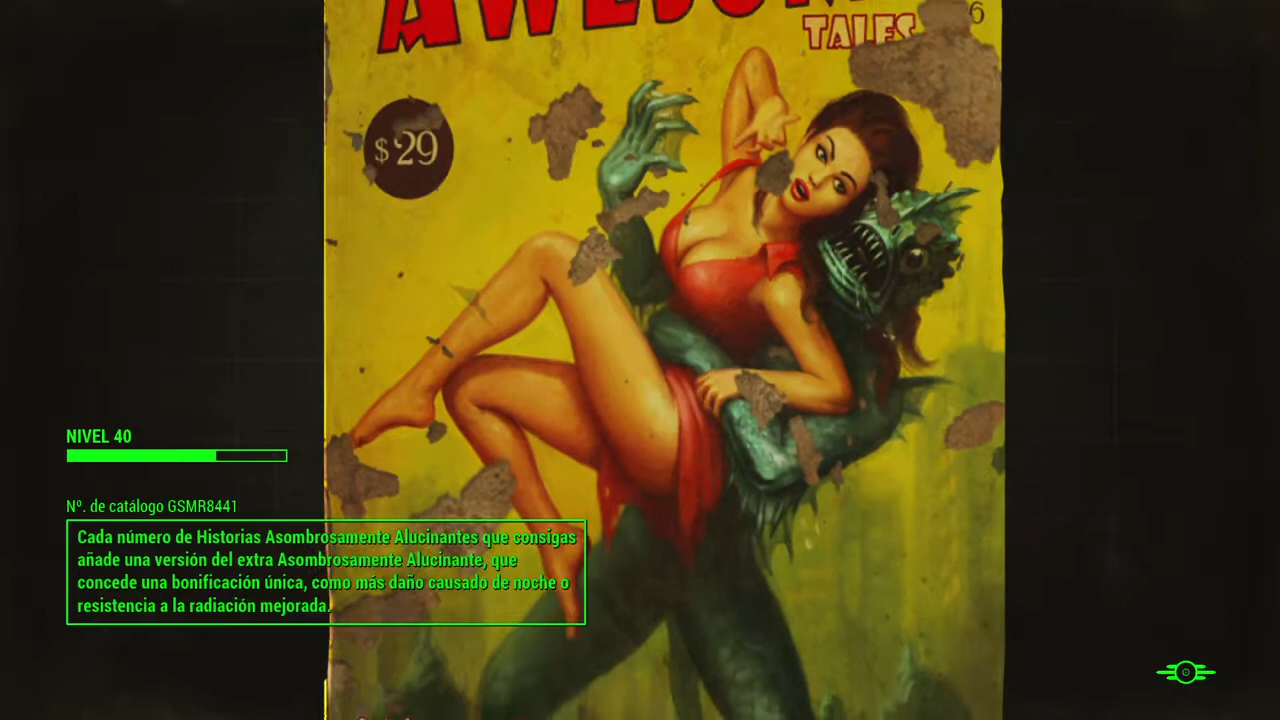 TALES
6
$29
NIVEL 40
Nº. de catálogo GSMR8441
Cada número de Historias Asombrosamente Alucinantes que consigas
añade una versión del extra Asombrosamente Alucinante, que
concede una bonificación única, como más daño causado de noche o
resistencia a la radiación mejorada.